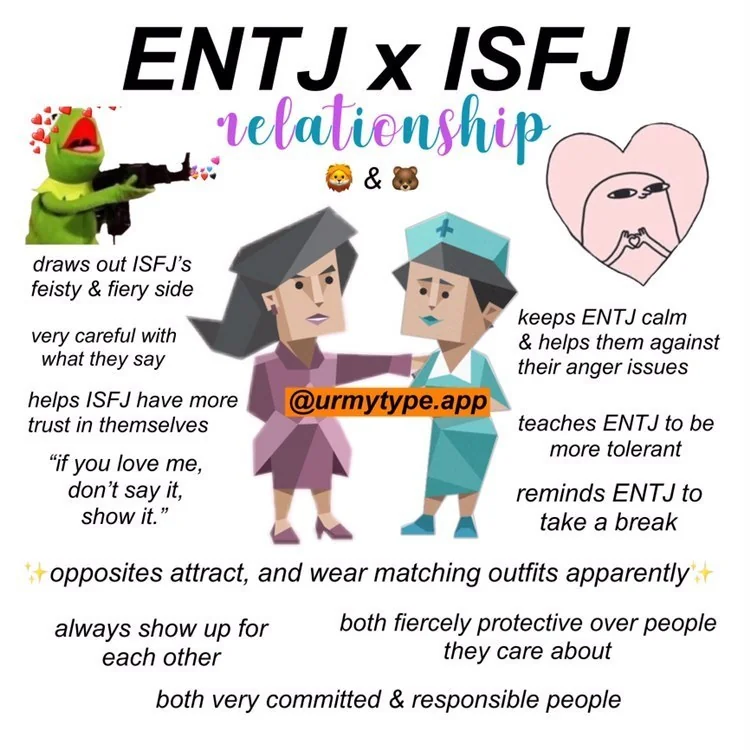 ENTJ x ISFJ
relationship
🦁 & 🐻
draws out ISFJ’s
feisty & fiery side
very careful with
what they say
helps ISFJ have more
trust in themselves
“if you love me,
don’t say it,
show it.”
@urmytype.app
keeps ENTJ calm
& helps them against
their anger issues
teaches ENTJ to be
more tolerant
reminds ENTJ to
take a break
✨opposites attract, and wear matching outfits apparently✨
always show up for
each other
both fiercely protective over people
they care about
both very committed & responsible people